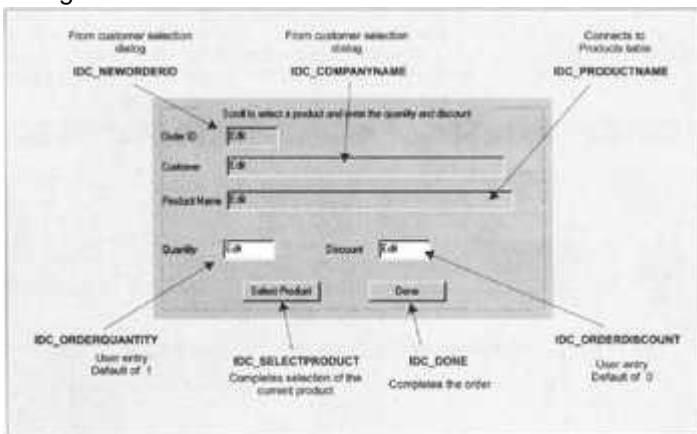 From customer selection
dialog
IDC_NEWORDERID
From customer selection
dialog
IDC_COMPANYNAME
Connects to
Products table
IDC_PRODUCTNAME
Scroll to select a product and enter the quantity and discount
Order ID
Edit
Customer
Edit
Product Name
Edit
Quantity
Edit
Discount
Edit
Select Product
Done
IDC_ORDERQUANTITY
User entry
Default of 1
IDC_SELECTPRODUCT
Completes selection of the
current product
IDC_DONE
Completes the order
IDC_ORDERDISCOUNT
User entry
Default of 0